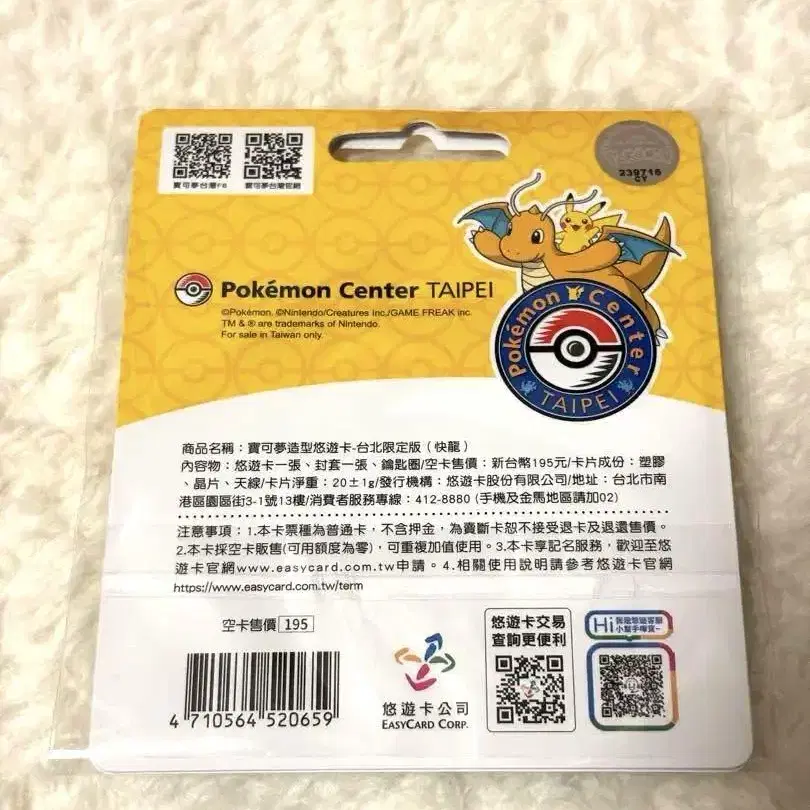 寶可夢台灣FB
寶可夢台灣官網
239716
CY
Pokémon Center TAIPEI
©Pokémon. ©Nintendo/Creatures Inc./GAME FREAK inc.
TM & ® are trademarks of Nintendo.
For sale in Taiwan only.
Pokémon Center
TAIPEI
商品名稱：寶可夢造型悠遊卡-台北限定版（快龍）
內容物：悠遊卡一張、封套一張、鑰匙圈/空卡售價：新台幣195元/卡片成份：塑膠
、晶片、天線/卡片淨重：20±1g/發行機構：悠遊卡股份有限公司/地址：台北市南
港區園區街3-1號13樓/消費者服務專線：412-8880 (手機及金馬地區請加02)
注意事項：1.本卡票種為普通卡，不含押金，為賣斷卡恕不接受退卡及退還售價。
2.本卡採空卡販售(可用額度為零)，可重複加值使用。3.本卡享記名服務，歡迎至悠
遊卡官網www.easycard.com.tw申請。4.相關使用說明請參考悠遊卡官網
https://www.easycard.com.tw/term
空卡售價 195
4 710564 520659
悠遊卡公司
EASYCARD CORP.
悠遊卡交易
查詢更便利
Hi